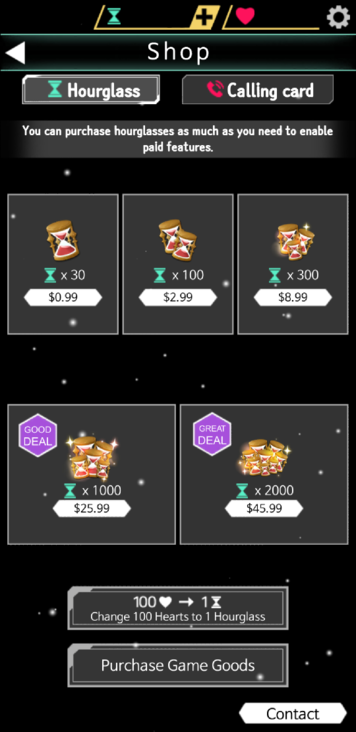 Shop
Hourglass
Calling card
You can purchase hourglasses as much as you need to enable
paid features.
x 30
$0.99
x 100
$2.99
x 300
$8.99
GOOD
DEAL
x 1000
$25.99
GREAT
DEAL
x 2000
$45.99
100 ♥ → 1
Change 100 Hearts to 1 Hourglass
Purchase Game Goods
Contact